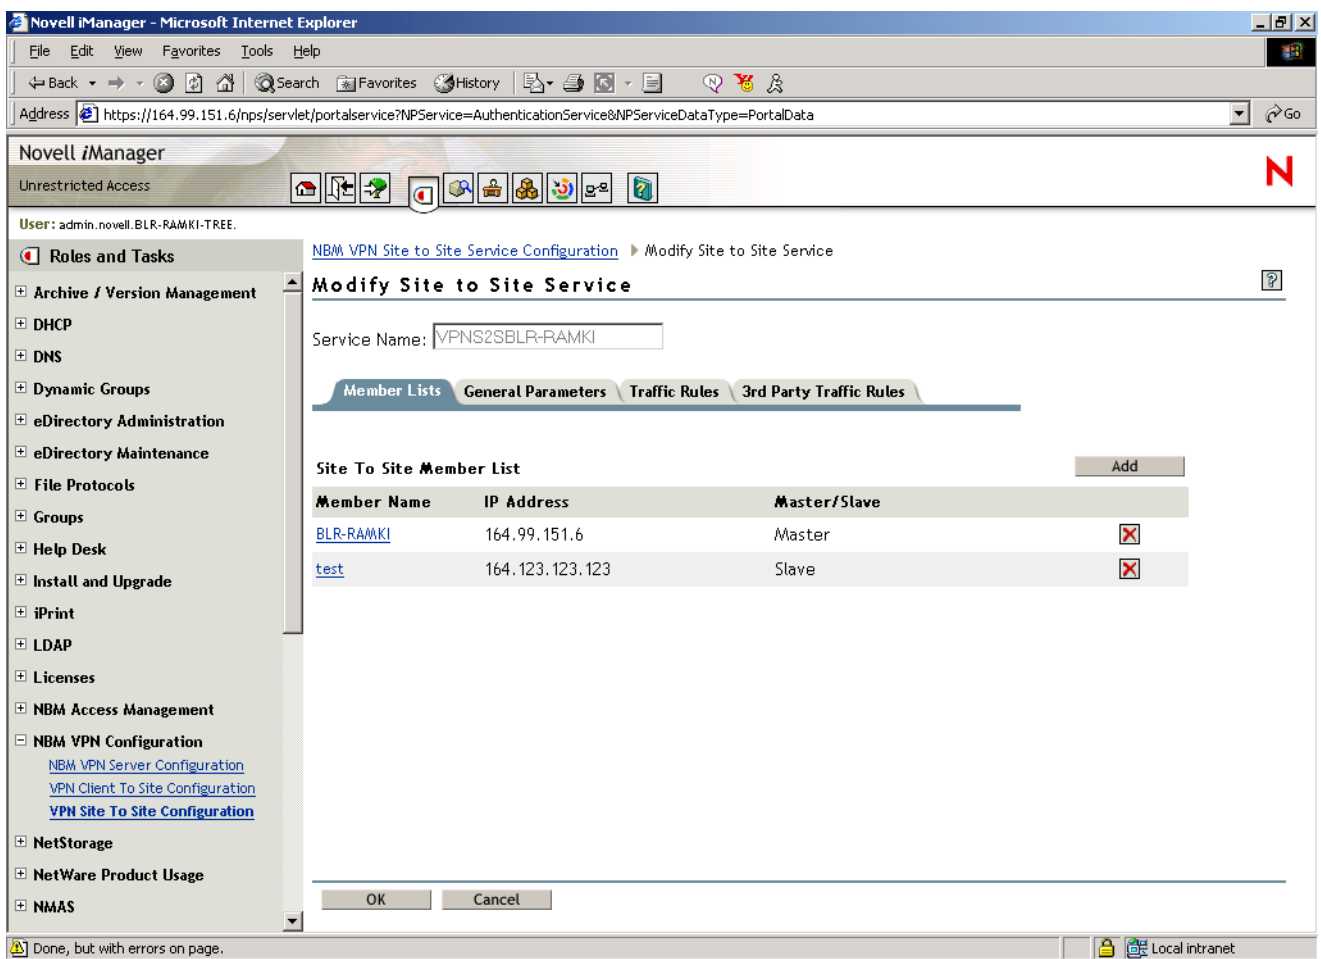 Novell iManager - Microsoft Internet Explorer
File Edit View Favorites Tools Help
Back Search Favorites History
Address https://164.99.151.6/nps/servlet/portalservice?NPService=AuthenticationService&NPServiceDataType=PortalData Go
Novell iManager
Unrestricted Access
N
User: admin.novell.BLR-RAMKI-TREE.
Roles and Tasks
Archive / Version Management
DHCP
DNS
Dynamic Groups
eDirectory Administration
eDirectory Maintenance
File Protocols
Groups
Help Desk
Install and Upgrade
iPrint
LDAP
Licenses
NBM Access Management
NBM VPN Configuration
NBM VPN Server Configuration
VPN Client To Site Configuration
VPN Site To Site Configuration
NetStorage
NetWare Product Usage
NMAS
NBM VPN Site to Site Service Configuration Modify Site to Site Service
Modify Site to Site Service ?
Service Name: VPNS2SBLR-RAMKI
Member Lists General Parameters Traffic Rules 3rd Party Traffic Rules
Site To Site Member List Add
Member Name IP Address Master/Slave
BLR-RAMKI 164.99.151.6 Master
test 164.123.123.123 Slave
OK Cancel
Done, but with errors on page. Local intranet